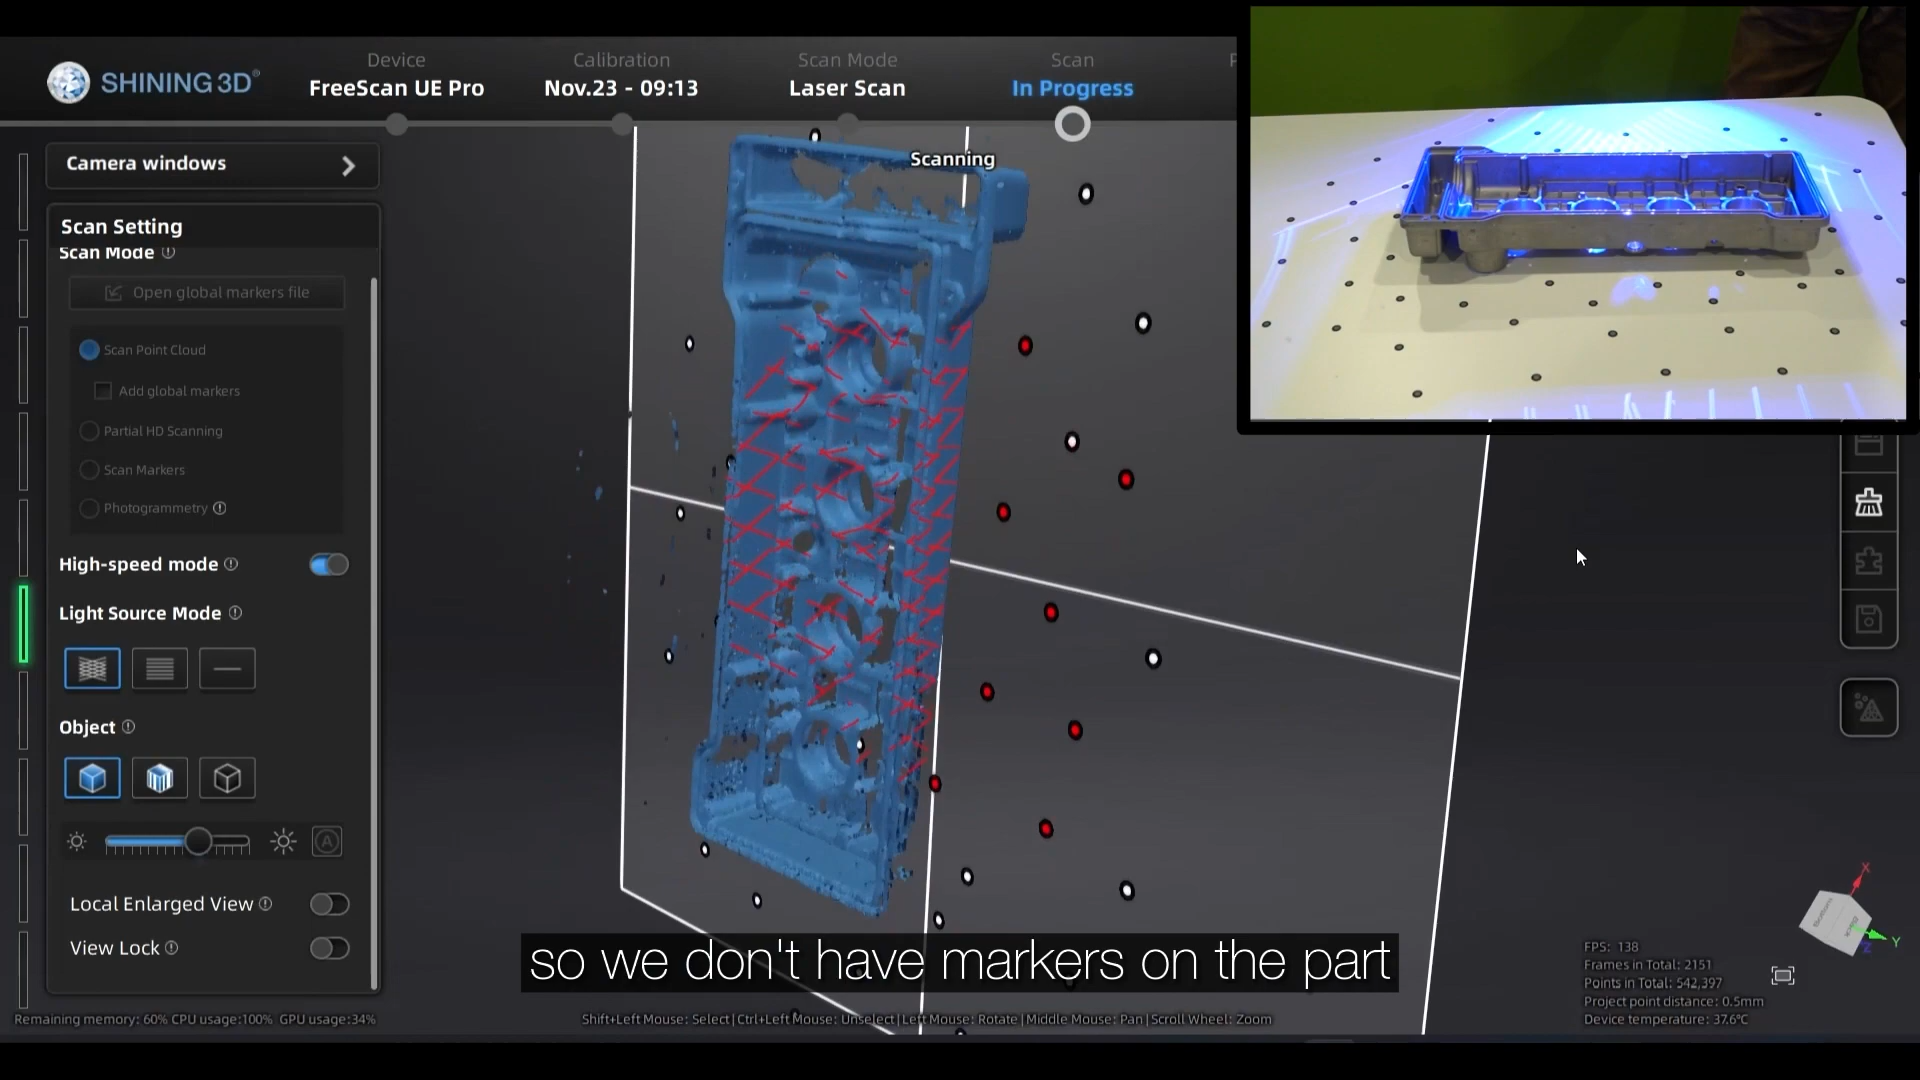 SHINING 3D®
Device
FreeScan UE Pro
Calibration
Nov.23 - 09:13
Scan Mode
Laser Scan
Scan
In Progress
P
Camera windows
Scan Setting
Scan Mode
Open global markers file
Scan Point Cloud
Add global markers
Partial HD Scanning
Scan Markers
Photogrammetry
High-speed mode
Light Source Mode
Object
A
Local Enlarged View
View Lock
Scanning
so we don't have markers on the part
X
Y
Z
FPS: 138
Frames in Total: 2151
Points in Total: 542,397
Project point distance: 0.5mm
Device temperature: 37.6℃
Remaining memory: 60% CPU usage:100% GPU usage:34%
Shift+Left Mouse: Select|Ctrl+Left Mouse: Unselect|Left Mouse: Rotate|Middle Mouse: Pan|Scroll Wheel: Zoom